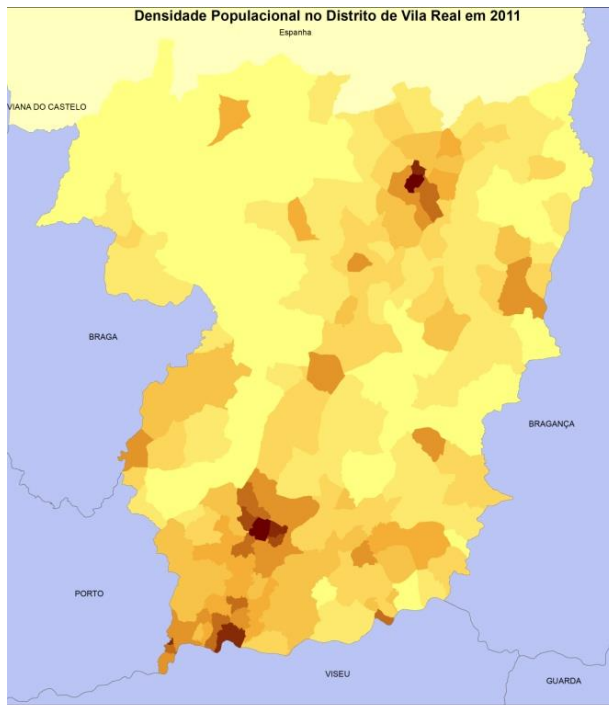 Densidade Populacional no Distrito de Vila Real em 2011
Espanha
VIANA DO CASTELO
BRAGA
BRAGANÇA
PORTO
VISEU
GUARDA